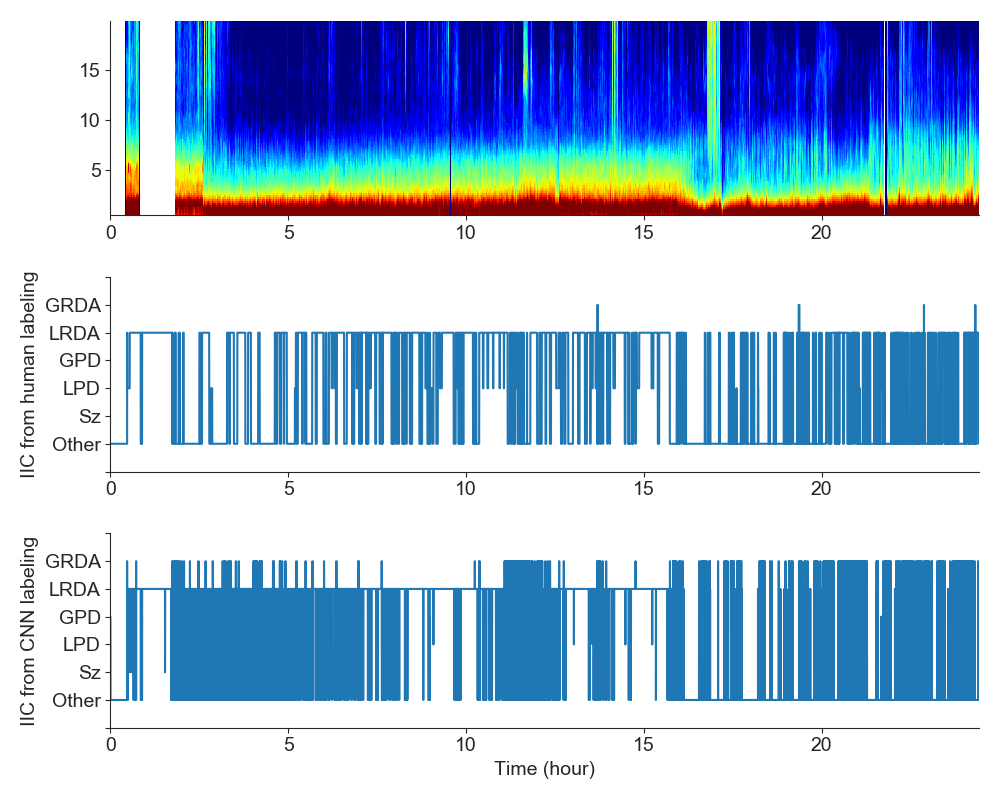 15
10
5
0 5 10 15 20
IIC from human labeling
GRDA
LRDA
GPD
LPD
Sz
Other
0 5 10 15 20
IIC from CNN labeling
GRDA
LRDA
GPD
LPD
Sz
Other
0 5 10 15 20
Time (hour)